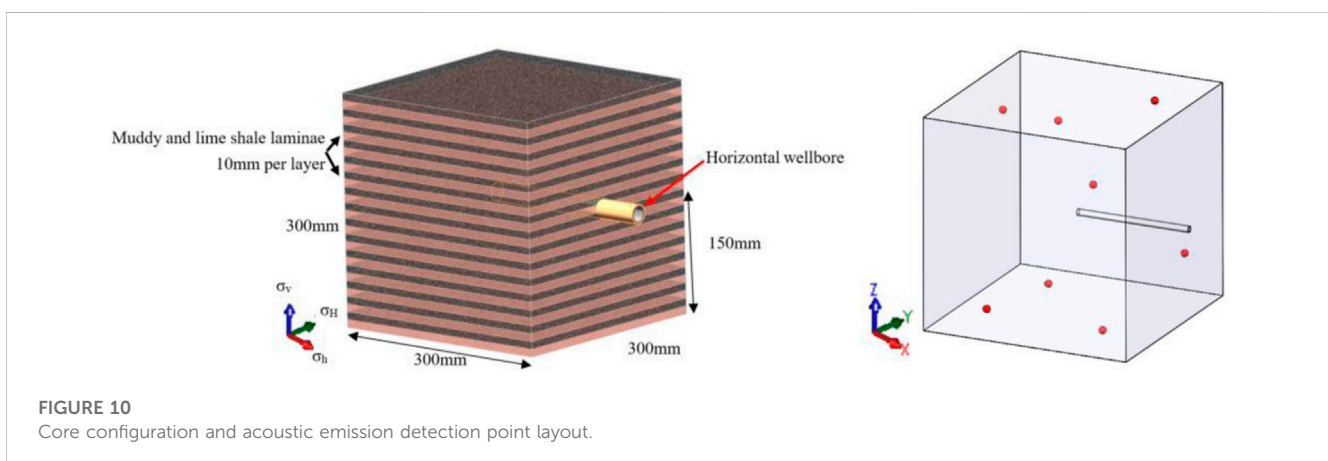 Muddy and lime shale laminae
10mm per layer
Horizontal wellbore
300mm
150mm
σv
σH
σh
300mm
300mm
Z
Y
X
FIGURE 10
Core configuration and acoustic emission detection point layout.